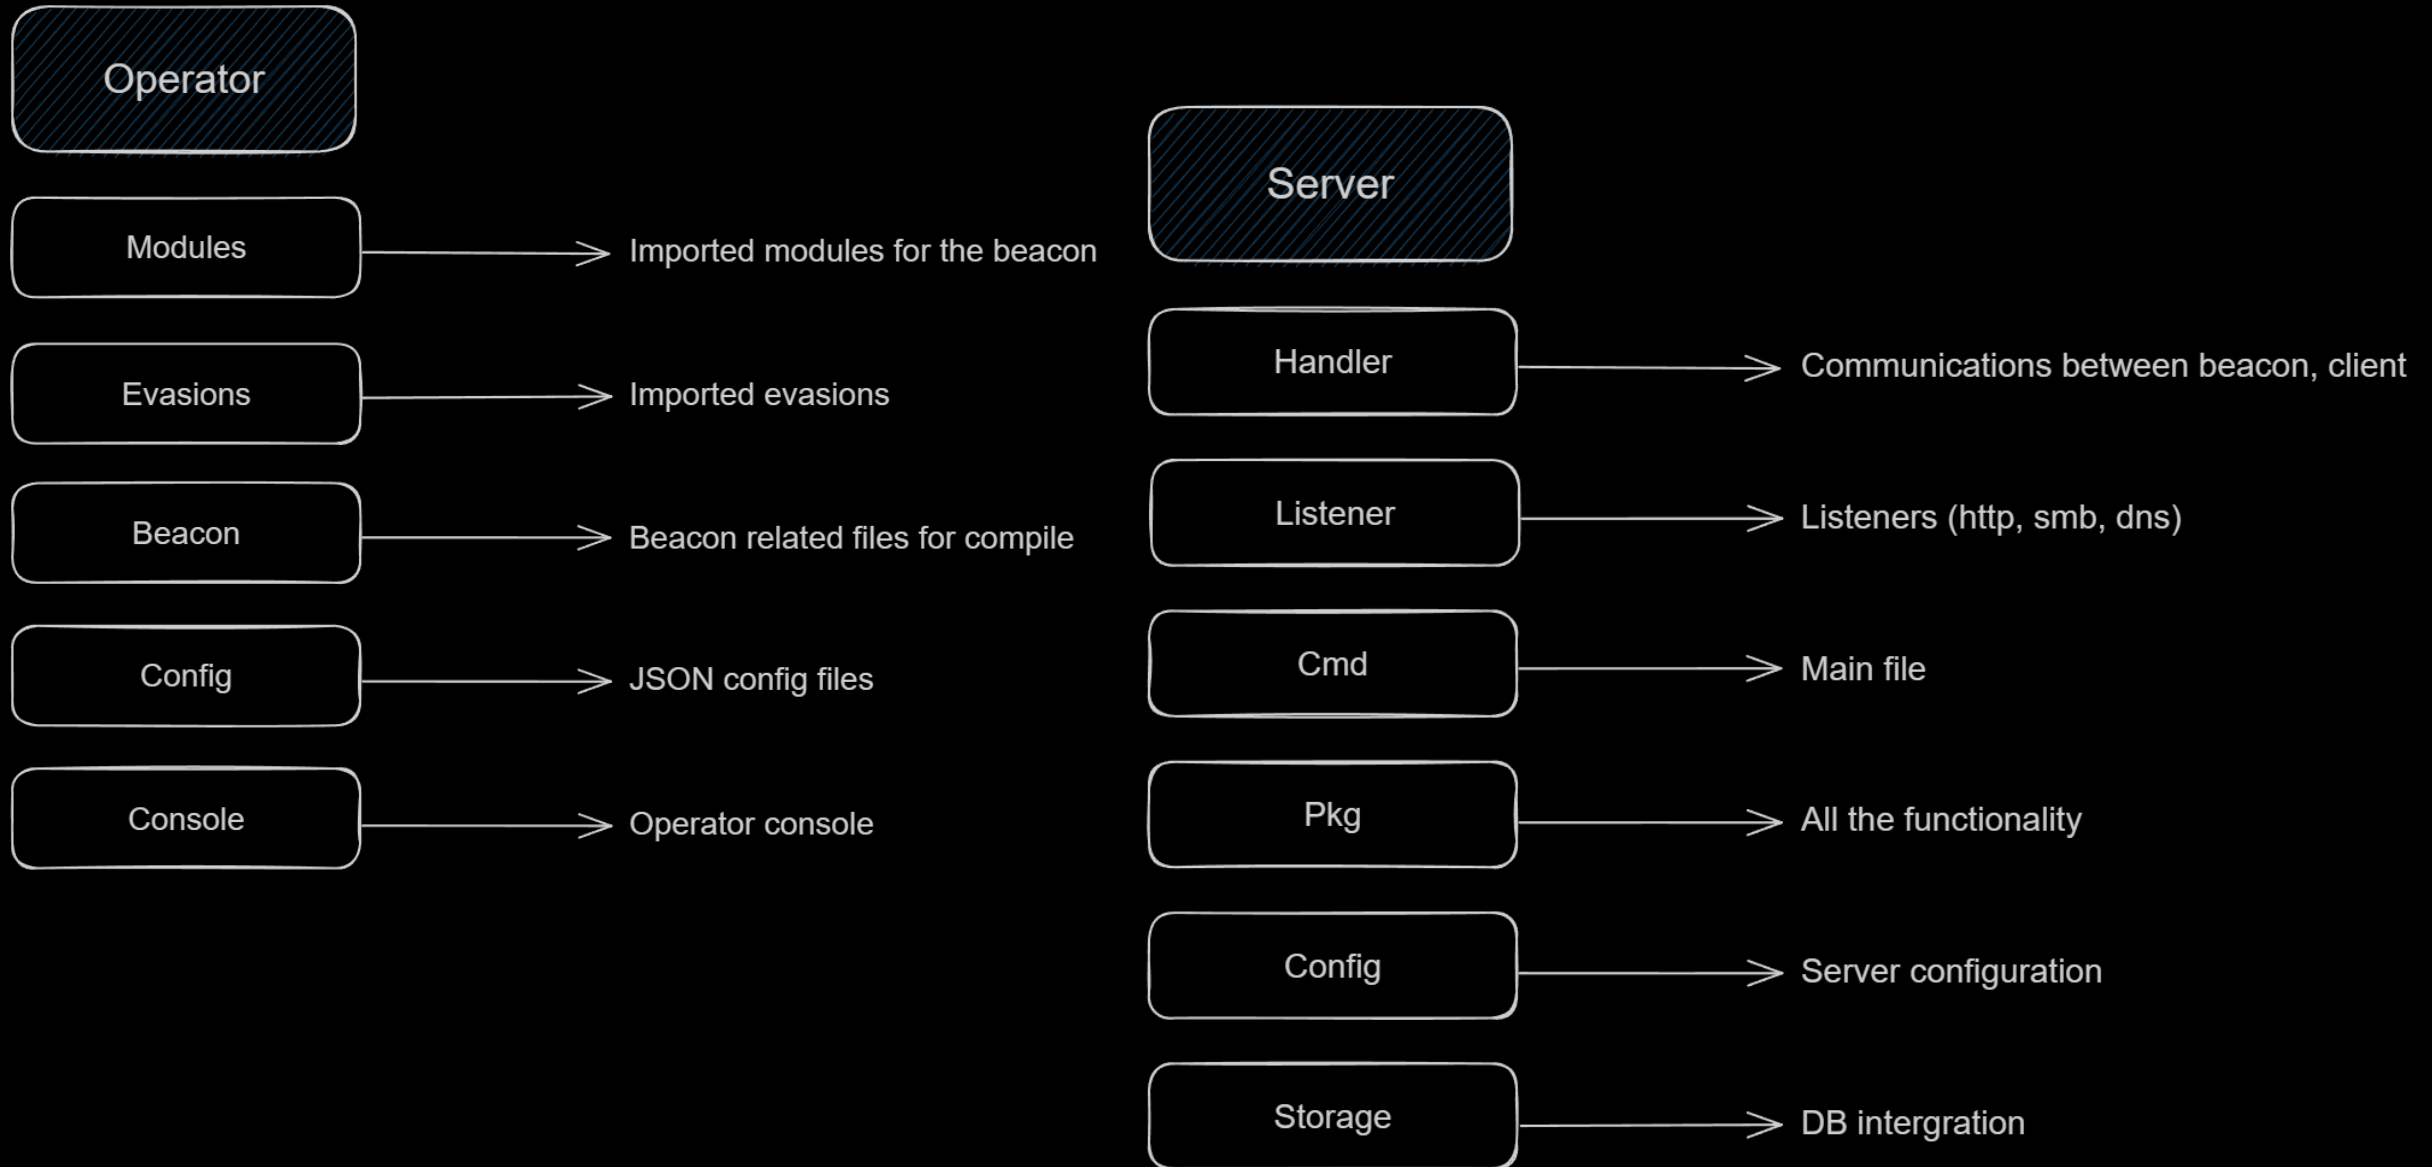 Operator
Modules
Imported modules for the beacon
Evasions
Imported evasions
Beacon
Beacon related files for compile
Config
JSON config files
Console
Operator console
Server
Handler
Communications between beacon, client
Listener
Listeners (http, smb, dns)
Cmd
Main file
Pkg
All the functionality
Config
Server configuration
Storage
DB intergration